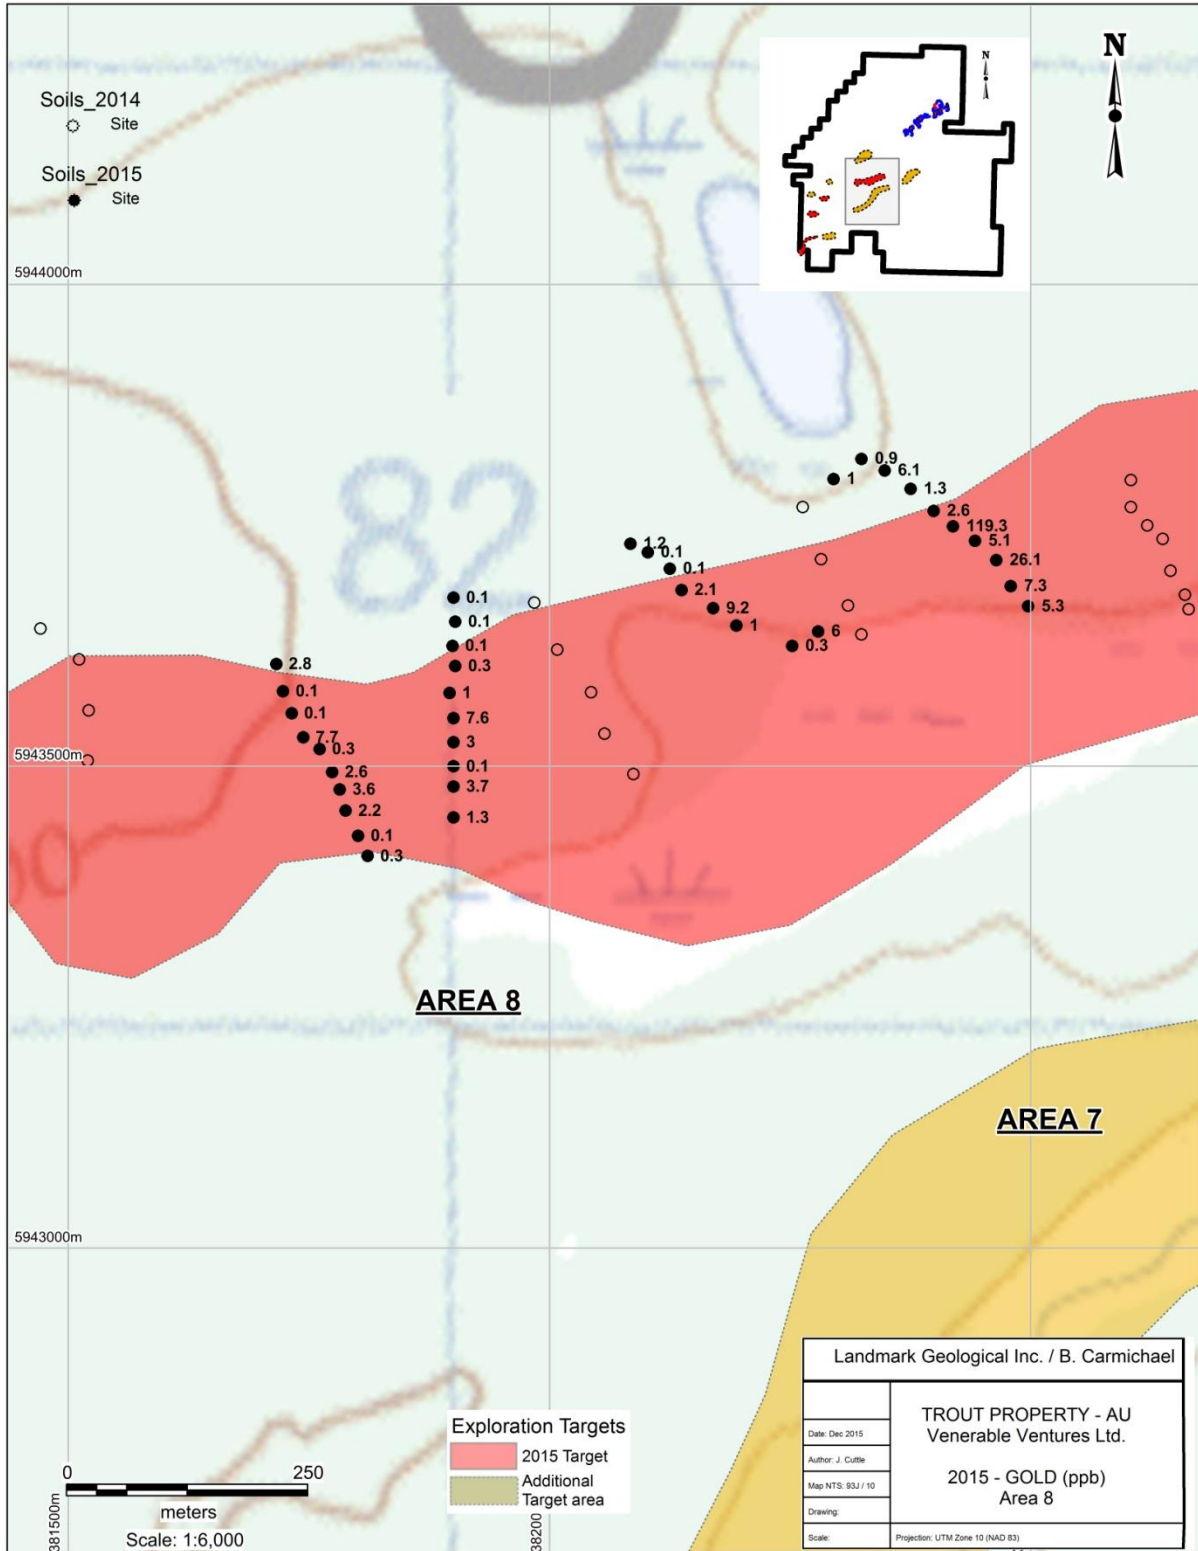 Soils_2014
Site
Soils_2015
Site
N
N
5944000m
82
0.9
1
6.1
1.3
2.6
119.3
5.1
26.1
7.3
5.3
1.2
0.1
0.1
2.1
9.2
1
6
0.3
0.1
0.1
0.1
0.3
1
7.6
3
0.1
3.7
1.3
2.8
0.1
0.1
7.7
0.3
2.6
3.6
2.2
0.1
0.3
5943500m
AREA 8
AREA 7
5943000m
Landmark Geological Inc. / B. Carmichael
TROUT PROPERTY - AU
Venerable Ventures Ltd.
2015 - GOLD (ppb)
Area 8
Date: Dec 2015
Author: J. Cuttle
Map NTS: 93J / 10
Drawing:
Scale:
Projection: UTM Zone 10 (NAD 83)
Exploration Targets
2015 Target
Additional
Target area
0 250
meters
Scale: 1:6,000
381500m